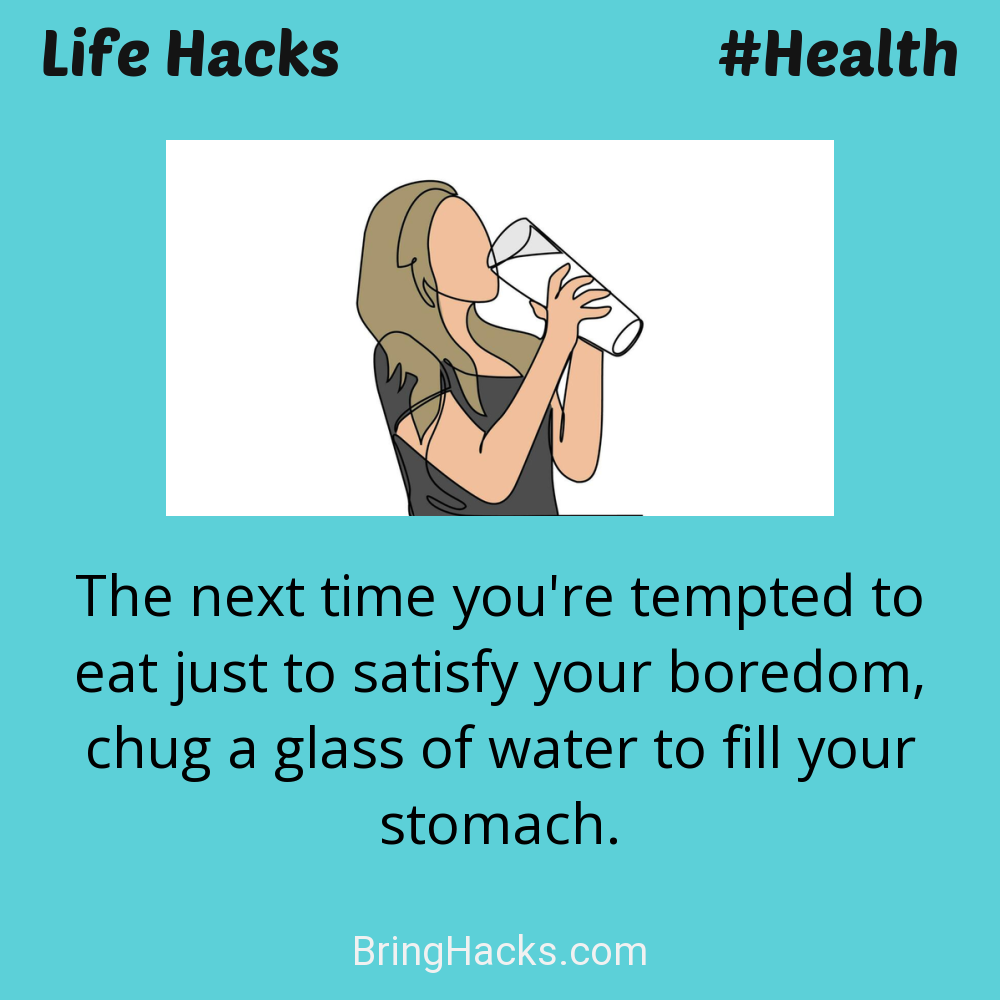 Life Hacks
#Health
The next time you're tempted to
eat just to satisfy your boredom,
chug a glass of water to fill your
stomach.
BringHacks.com